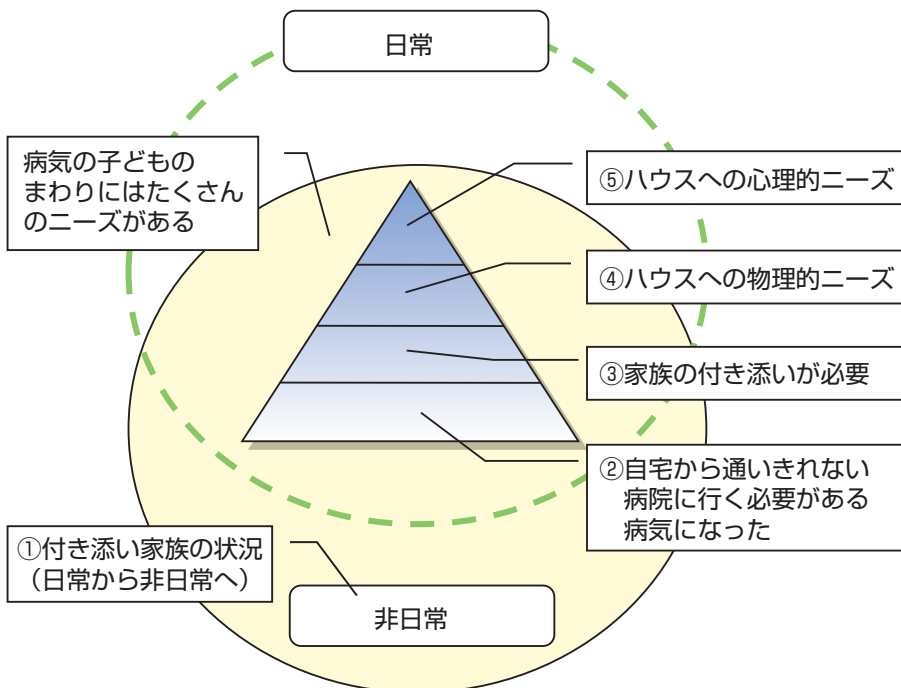 日常
病気の子どもの
まわりにはたくさん
のニーズがある
⑤ハウスへの心理的ニーズ
④ハウスへの物理的ニーズ
③家族の付き添いが必要
②自宅から通いきれない
病院に行く必要がある
病気になった
①付き添い家族の状況
（日常から非日常へ）
非日常